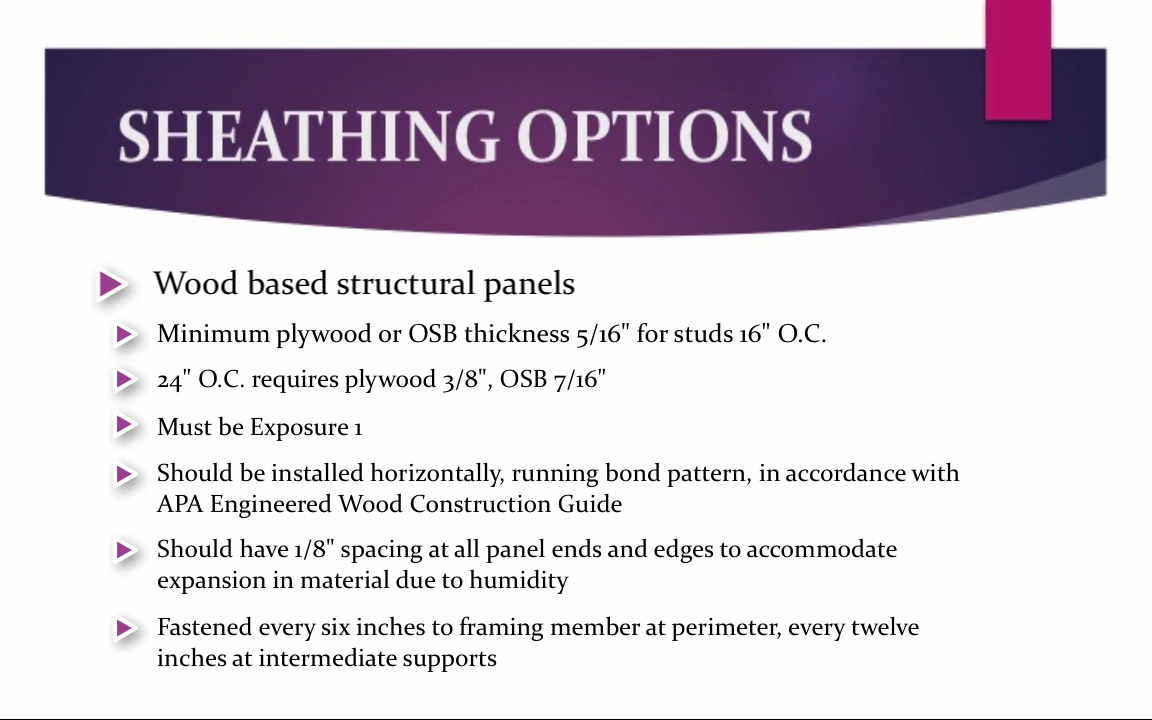 SHEATHING OPTIONS
Wood based structural panels
Minimum plywood or OSB thickness 5/16" for studs 16" O.C.
24" O.C. requires plywood 3/8", OSB 7/16"
Must be Exposure 1
Should be installed horizontally, running bond pattern, in accordance with
APA Engineered Wood Construction Guide
Should have 1/8" spacing at all panel ends and edges to accommodate
expansion in material due to humidity
Fastened every six inches to framing member at perimeter, every twelve
inches at intermediate supports